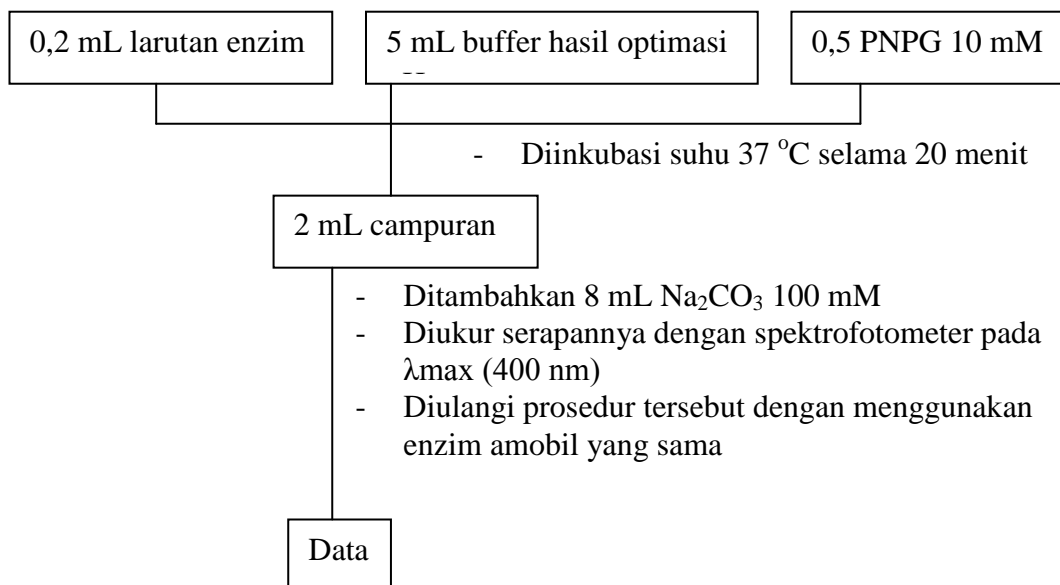 0,2 mL larutan enzim
5 mL buffer hasil optimasi
0,5 PNPG 10 mM
- Diinkubasi suhu 37 °C selama 20 menit
2 mL campuran
- Ditambahkan 8 mL Na₂CO₃ 100 mM
- Diukur serapannya dengan spektrofotometer pada
λmax (400 nm)
- Diulangi prosedur tersebut dengan menggunakan
enzim amobil yang sama
Data